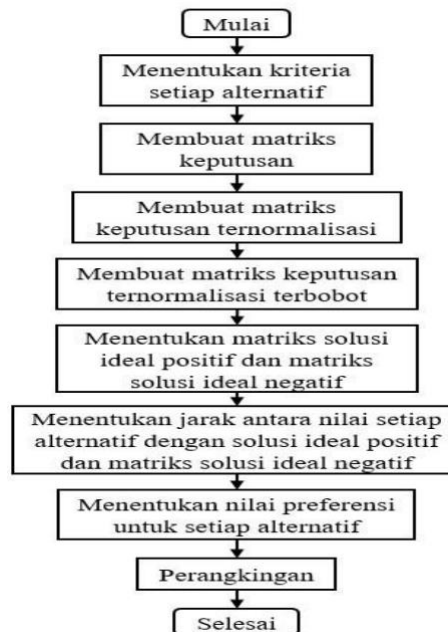 Mulai
Menentukan kriteria
setiap alternatif
Membuat matriks
keputusan
Membuat matriks
keputusan ternormalisasi
Membuat matriks keputusan
ternormalisasi terbobot
Menentukan matriks solusi
ideal positif dan matriks
solusi ideal negatif
Menentukan jarak antara nilai setiap
alternatif dengan solusi ideal positif
dan matriks solusi ideal negatif
Menentukan nilai preferensi
untuk setiap alternatif
Perangkingan
Selesai